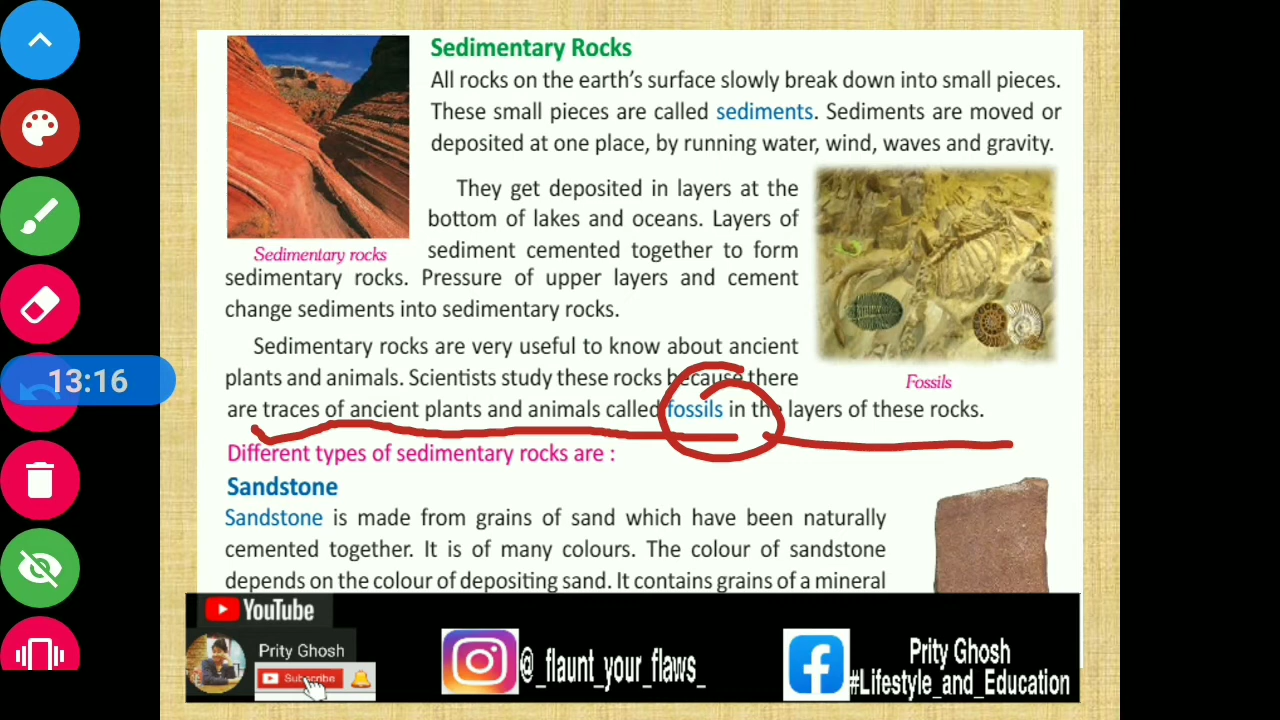 Sedimentary Rocks
All rocks on the earth's surface slowly break down into small pieces.
These small pieces are called sediments. Sediments are moved or
deposited at one place, by running water, wind, waves and gravity.
They get deposited in layers at the
bottom of lakes and oceans. Layers of
sediment cemented together to form
Sedimentary rocks
sedimentary rocks. Pressure of upper layers and cement
change sediments into sedimentary rocks.
Sedimentary rocks are very useful to know about ancient
plants and animals. Scientists study these rocks because there
Fossils
are traces of ancient plants and animals called fossils in the layers of these rocks.
Different types of sedimentary rocks are :
Sandstone
Sandstone is made from grains of sand which have been naturally
cemented together. It is of many colours. The colour of sandstone
depends on the colour of depositing sand. It contains grains of a mineral
13:16
YouTube
Prity Ghosh
Subscribe
@_flaunt_your_flaws_
Prity Ghosh
#Lifestyle_and_Education